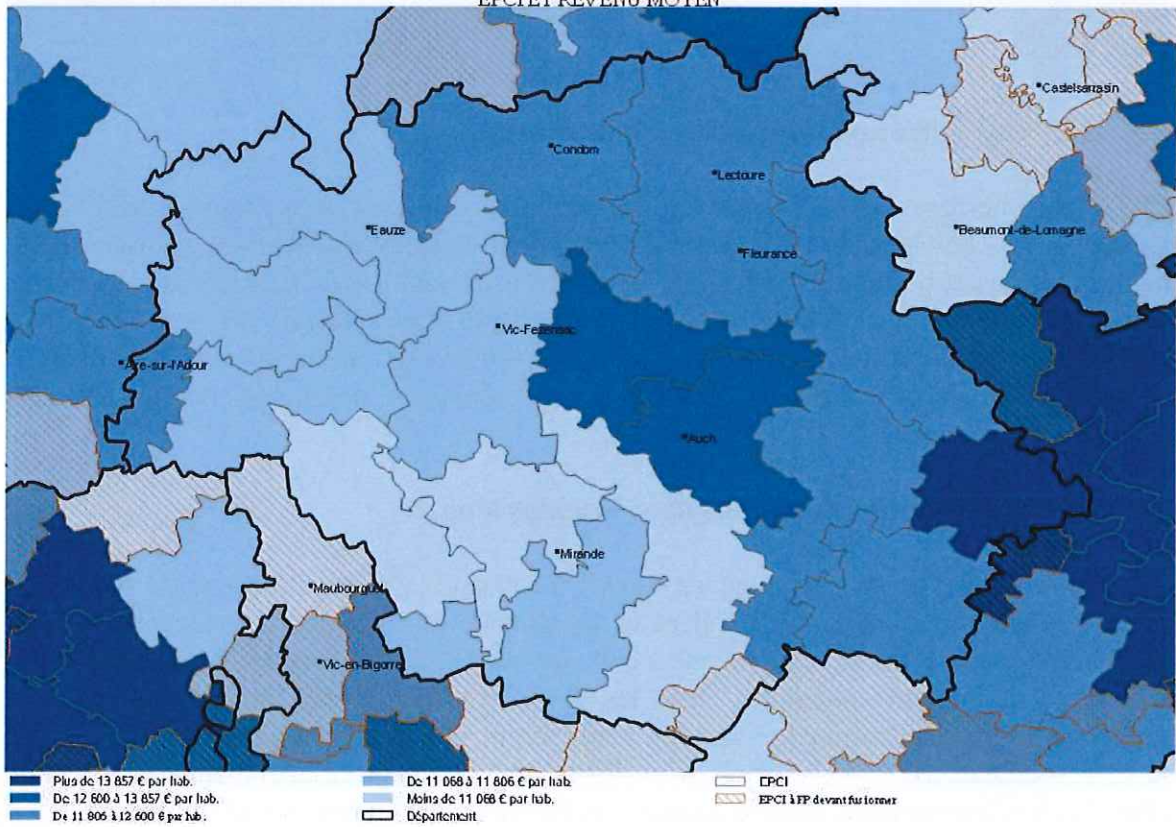 EPCI ET REVENU MOYEN
Castelsarrasin
Condom
Lectoure
Eauze
Fleurance
Beaumont-de-Lomagne
Vic-Fezensac
Aire-sur-l'Adour
Auch
Mirande
Maubourguet
Vic-en-Bigorre
Plus de 13 857 € par hab.
De 12 600 à 13 857 € par hab.
De 11 806 à 12 600 € par hab.
De 11 068 à 11 806 € par hab.
Moins de 11 068 € par hab.
Département
EPCI
EPCI à FP devant fusionner